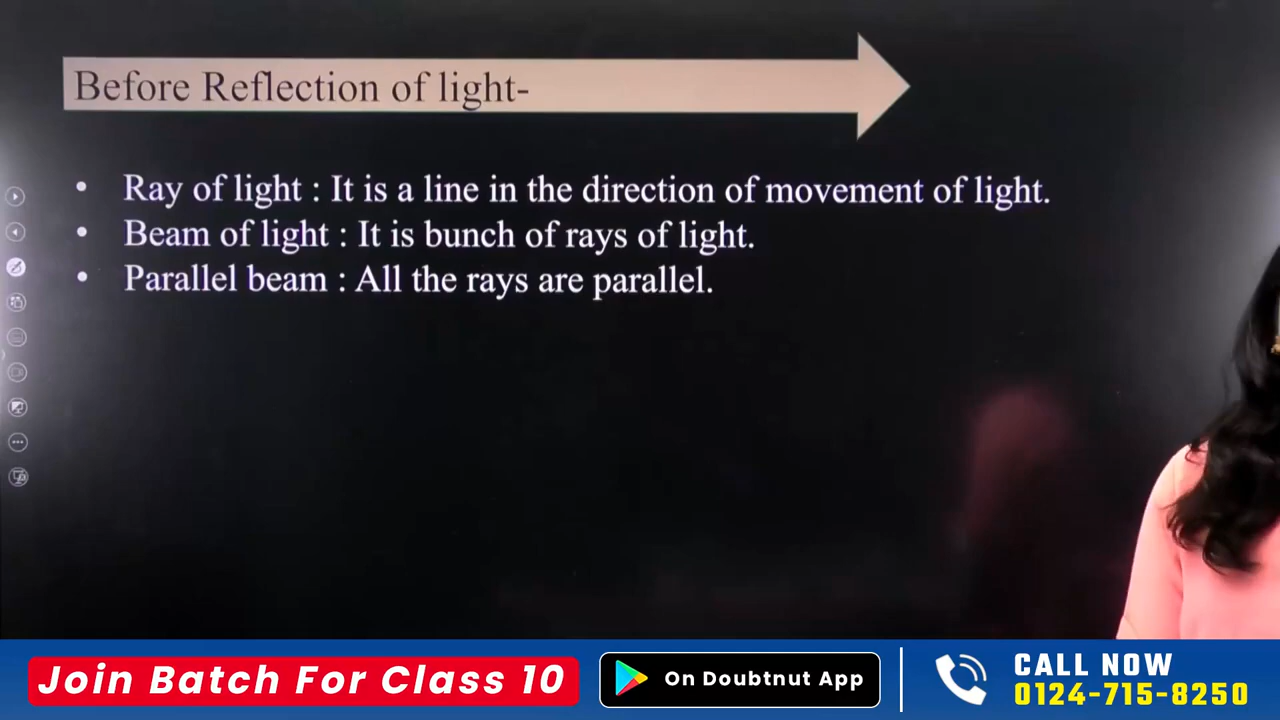 Before Reflection of light-
• Ray of light : It is a line in the direction of movement of light.
• Beam of light : It is bunch of rays of light.
• Parallel beam : All the rays are parallel.
Join Batch For Class 10
On Doubtnut App
CALL NOW
0124-715-8250